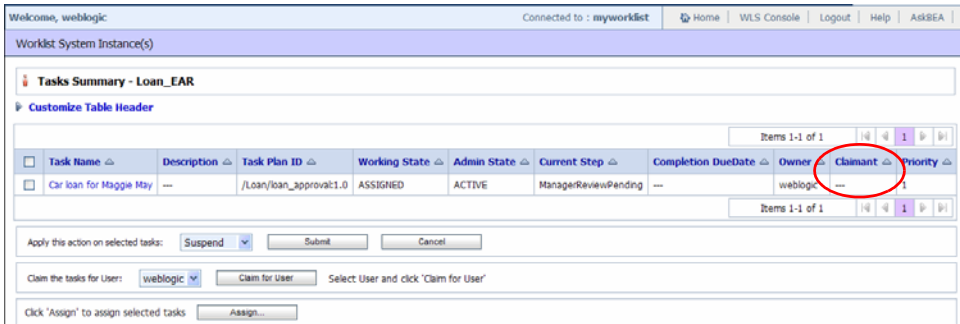 Welcome, weblogic Connected to : myworklist Home WLS Console Logout Help AskBEA
Worklist System Instance(s)
Tasks Summary - Loan_EAR
Customize Table Header
Items 1-1 of 1 1
Task Name Description Task Plan ID Working State Admin State Current Step Completion DueDate Owner Claimant Priority
Car loan for Maggie May --- /Loan/loan_approval:1.0 ASSIGNED ACTIVE ManagerReviewPending --- weblogic --- 1
Items 1-1 of 1 1
Apply this action on selected tasks: Suspend Submit Cancel
Claim the tasks for User: weblogic Claim for User Select User and click 'Claim for User'
Click 'Assign' to assign selected tasks Assign...